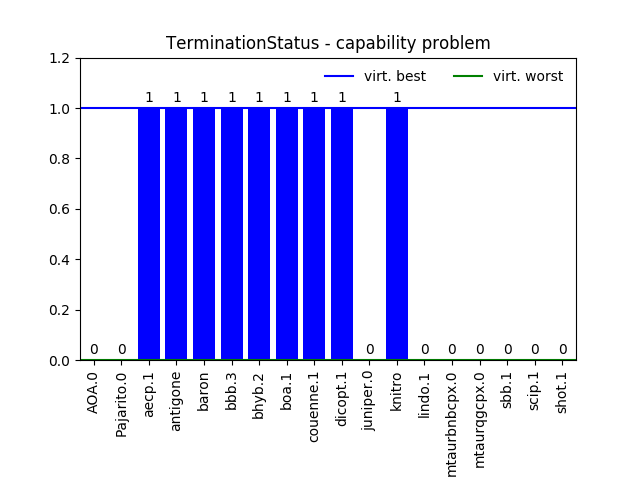 TerminationStatus - capability problem
virt. best virt. worst
1.2
1.0
0.8
0.6
0.4
0.2
0.0
0 0 1 1 1 1 1 1 1 1 0 1 0 0 0 0 0 0
AOA.0
Pajarito.0
aecp.1
antigone
baron
bbb.3
bhyb.2
boa.1
couenne.1
dicopt.1
juniper.0
knitro
lindo.1
mtaurbnbcpx.0
mtaurqgcpx.0
sbb.1
scip.1
shot.1